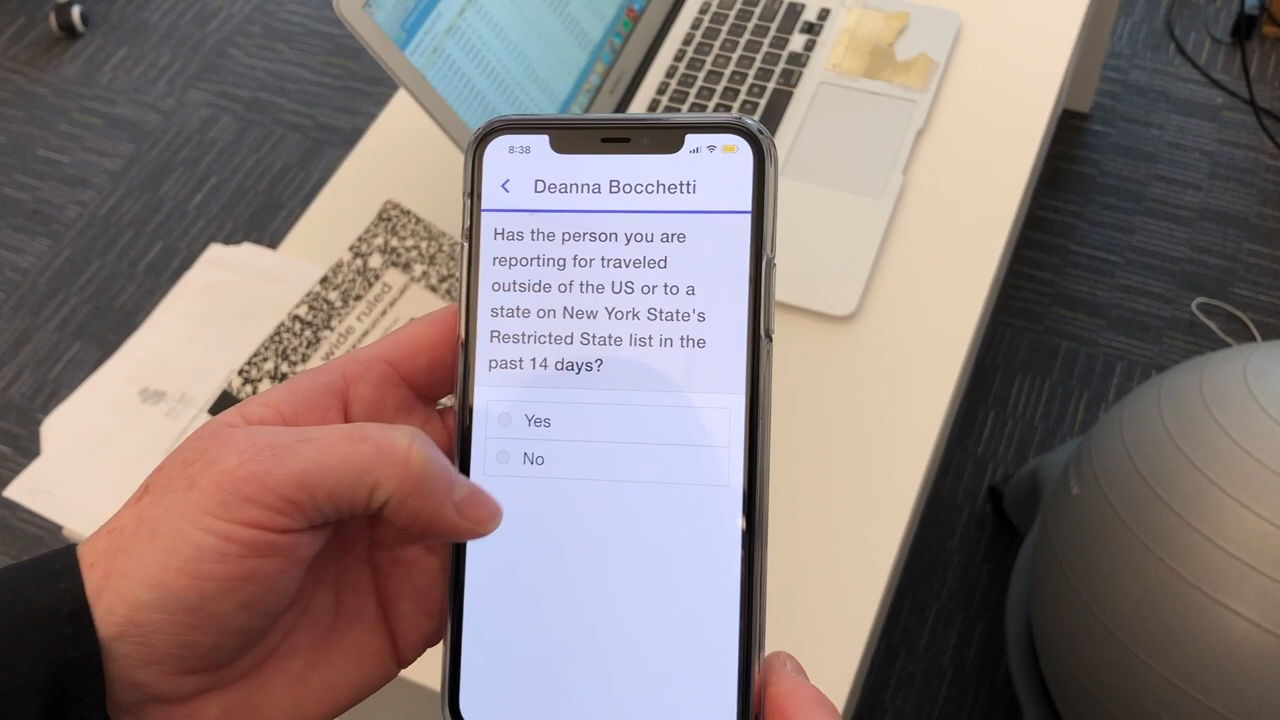 8:38
Deanna Bocchetti
Has the person you are
reporting for traveled
outside of the US or to a
state on New York State's
Restricted State list in the
past 14 days?
Yes
No
wide ruled